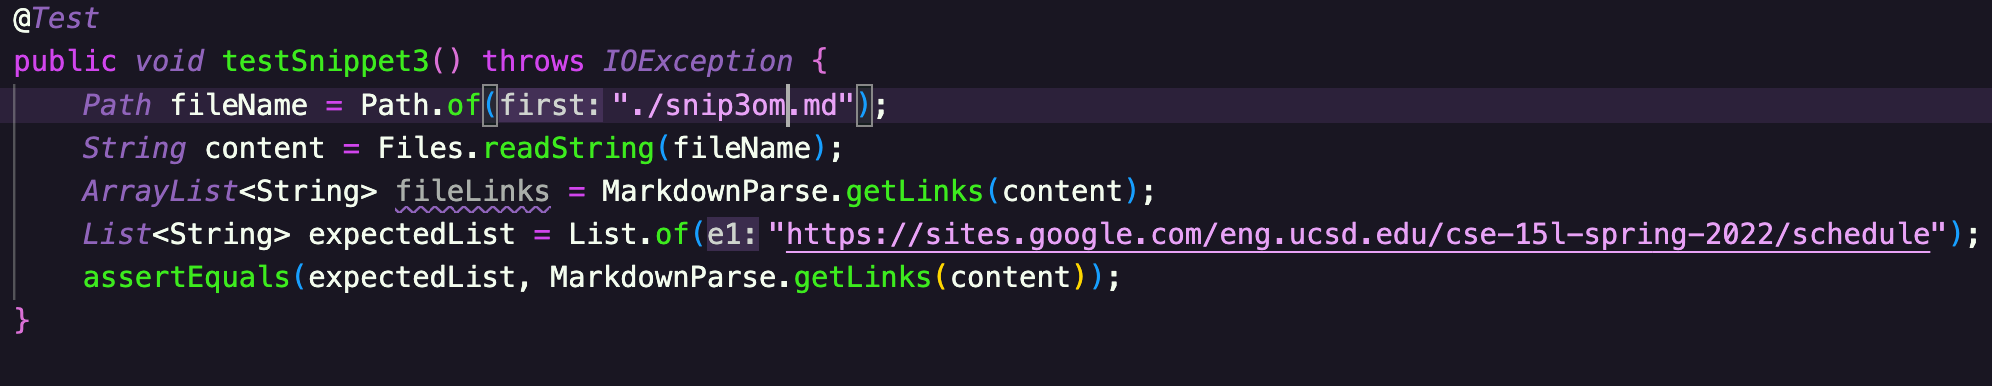 @Test
public void testSnippet3() throws IOException {
    Path fileName = Path.of(first: "./snip3om.md");
    String content = Files.readString(fileName);
    ArrayList<String> fileLinks = MarkdownParse.getLinks(content);
    List<String> expectedList = List.of(e1: "https://sites.google.com/eng.ucsd.edu/cse-15l-spring-2022/schedule");
    assertEquals(expectedList, MarkdownParse.getLinks(content));
}